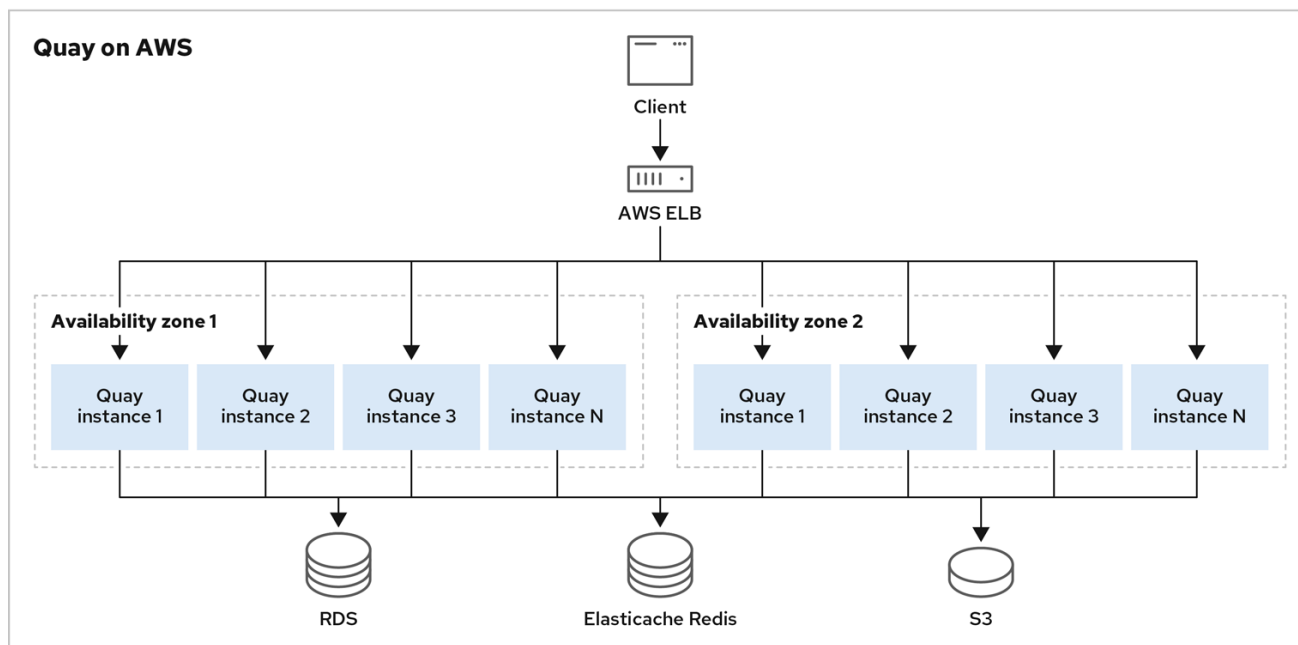 Quay on AWS
Client
AWS ELB
Availability zone 1
Availability zone 2
Quay
instance 1
Quay
instance 2
Quay
instance 3
Quay
instance N
Quay
instance 1
Quay
instance 2
Quay
instance 3
Quay
instance N
RDS
Elasticache Redis
S3